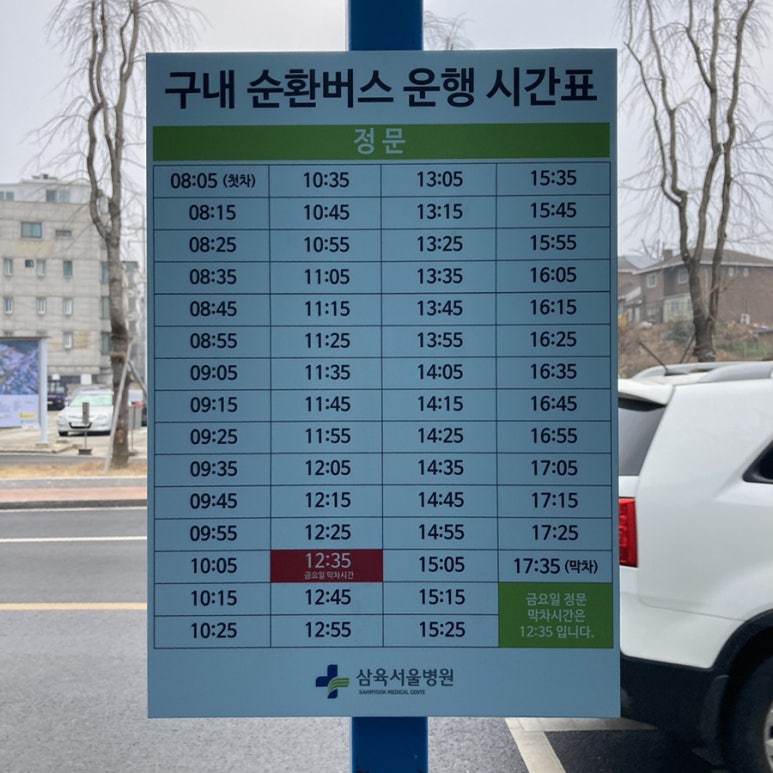 구내 순환버스 운행 시간표
정문
08:05 (첫차) 10:35 13:05 15:35
08:15 10:45 13:15 15:45
08:25 10:55 13:25 15:55
08:35 11:05 13:35 16:05
08:45 11:15 13:45 16:15
08:55 11:25 13:55 16:25
09:05 11:35 14:05 16:35
09:15 11:45 14:15 16:45
09:25 11:55 14:25 16:55
09:35 12:05 14:35 17:05
09:45 12:15 14:45 17:15
09:55 12:25 14:55 17:25
10:05 12:35 15:05 17:35 (막차)
금요일 막차시간
10:15 12:45 15:15
10:25 12:55 15:25
금요일 정문
막차시간은
12:35 입니다.
삼육서울병원
SAHMYOOK MEDICAL CENTE